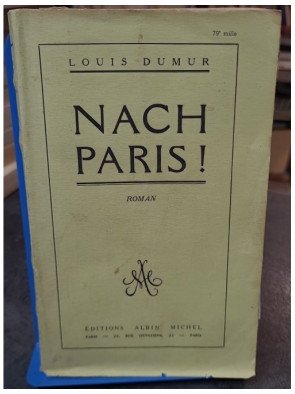 79e mille
LOUIS DUMUR
NACH
PARIS!
ROMAN
ÉDITIONS ALBIN MICHEL
PARIS — 22, RUE HUYGHENS, 22 — PARIS